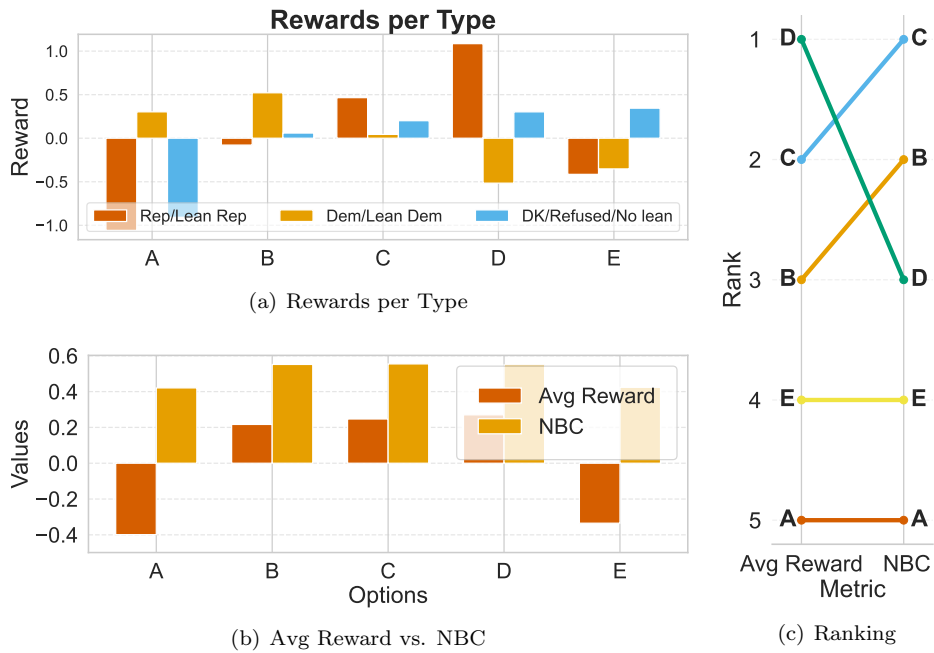 Rewards per Type
Reward
1.0
0.5
0.0
−0.5
−1.0
Rep/Lean Rep
Dem/Lean Dem
DK/Refused/No lean
A
B
C
D
E
(a) Rewards per Type
Values
0.6
0.4
0.2
0.0
−0.2
−0.4
Avg Reward
NBC
A
B
C
D
E
Options
(b) Avg Reward vs. NBC
Rank
1
D
C
2
C
B
3
B
D
4
E
E
5
A
A
Avg Reward
NBC
Metric
(c) Ranking